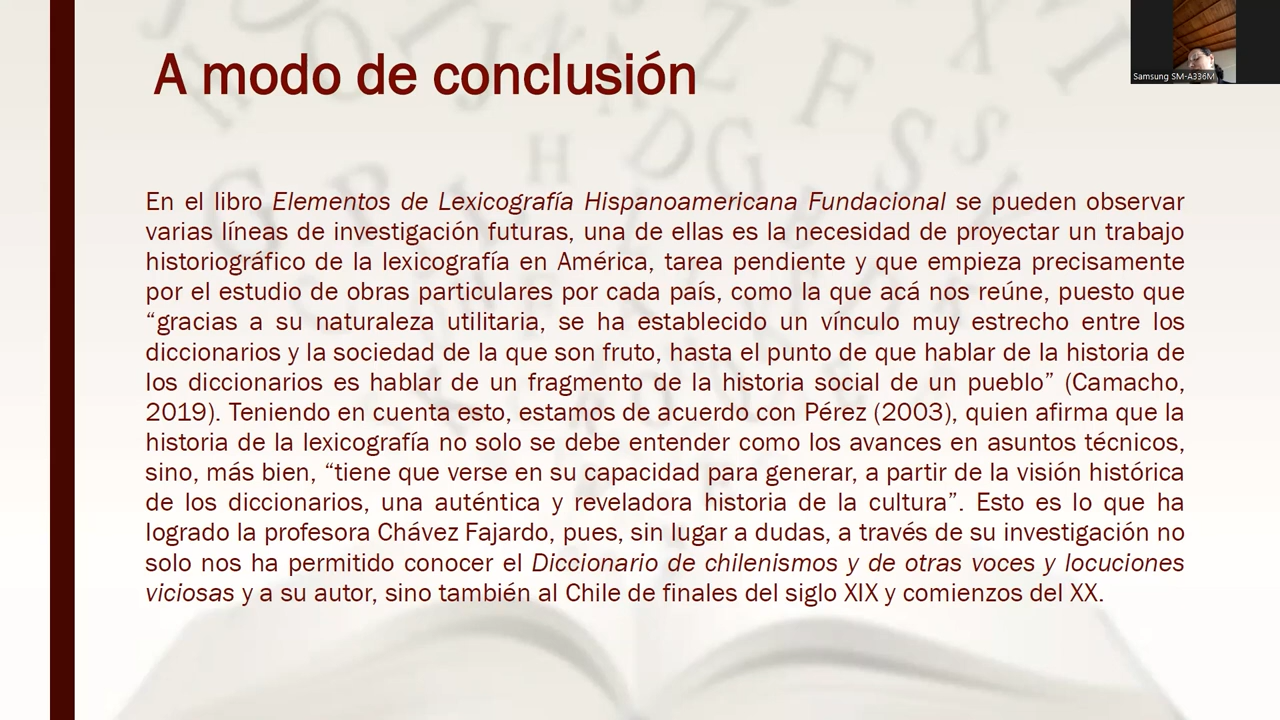 A modo de conclusión
Samsung SM-A336M
En el libro Elementos de Lexicografía Hispanoamericana Fundacional se pueden observar
varias líneas de investigación futuras, una de ellas es la necesidad de proyectar un trabajo
historiográfico de la lexicografía en América, tarea pendiente y que empieza precisamente
por el estudio de obras particulares por cada país, como la que acá nos reúne, puesto que
“gracias a su naturaleza utilitaria, se ha establecido un vínculo muy estrecho entre los
diccionarios y la sociedad de la que son fruto, hasta el punto de que hablar de la historia de
los diccionarios es hablar de un fragmento de la historia social de un pueblo” (Camacho,
2019). Teniendo en cuenta esto, estamos de acuerdo con Pérez (2003), quien afirma que la
historia de la lexicografía no solo se debe entender como los avances en asuntos técnicos,
sino, más bien, “tiene que verse en su capacidad para generar, a partir de la visión histórica
de los diccionarios, una auténtica y reveladora historia de la cultura”. Esto es lo que ha
logrado la profesora Chávez Fajardo, pues, sin lugar a dudas, a través de su investigación no
solo nos ha permitido conocer el Diccionario de chilenismos y de otras voces y locuciones
viciosas y a su autor, sino también al Chile de finales del siglo XIX y comienzos del XX.